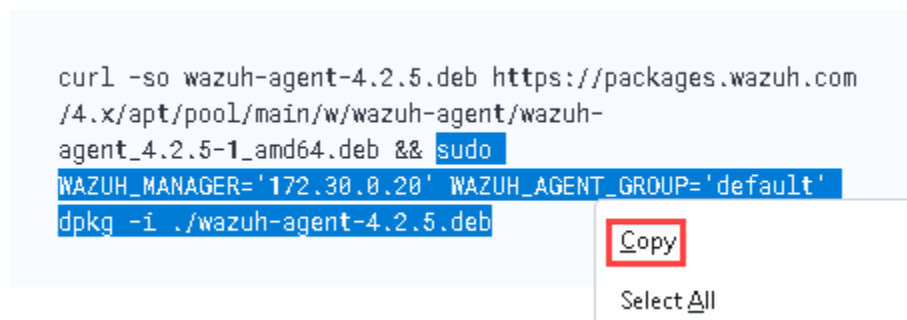 curl -so wazuh-agent-4.2.5.deb https://packages.wazuh.com
/4.x/apt/pool/main/w/wazuh-agent/wazuh-
agent_4.2.5-1_amd64.deb && sudo
WAZUH_MANAGER='172.30.0.20' WAZUH_AGENT_GROUP='default'
dpkg -i ./wazuh-agent-4.2.5.deb
Copy
Select All